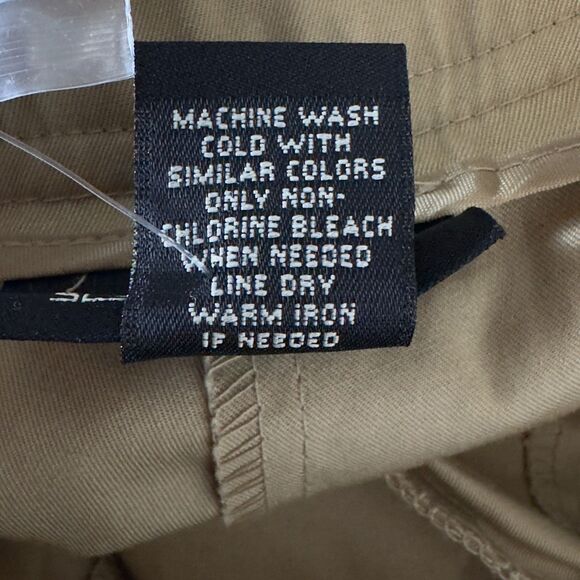 MACHINE WASH
COLD WITH
SIMILAR COLORS
ONLY NON-
CHLORINE BLEACH
WHEN NEEDED
LINE DRY
WARM IRON
IF NEEDED